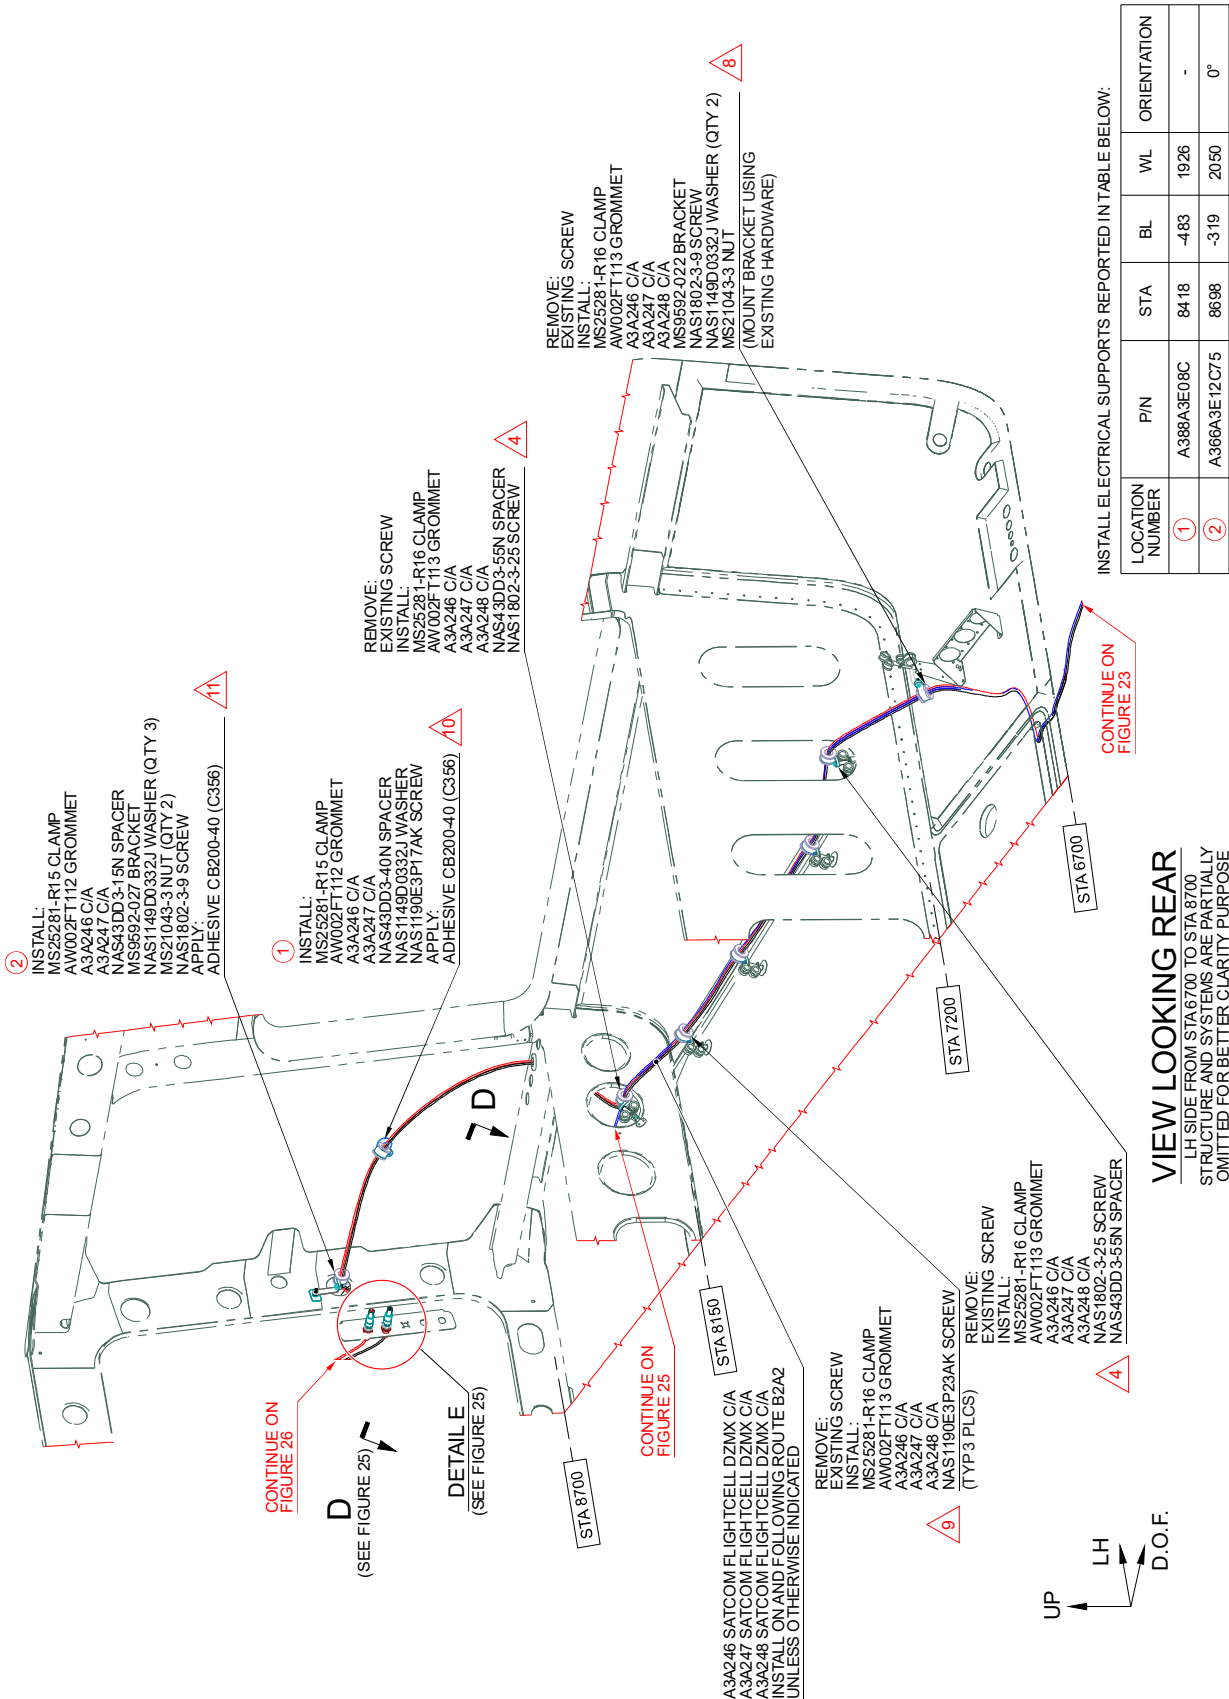 2
INSTALL:
MS25281-R15 CLAMP
AW002FT112 GROMMET
A3A246 C/A
A3A247 C/A
NAS43DD3-15N SPACER
MS9592-027 BRACKET
NAS1149D0332J WASHER (QTY 3)
MS21043-3 NUT (QTY 2)
NAS1802-3-9 SCREW
APPLY:
ADHESIVE CB200-40 (C356)
11
1
INSTALL:
MS25281-R15 CLAMP
AW002FT112 GROMMET
A3A246 C/A
A3A247 C/A
NAS43DD3-40N SPACER
NAS1149D0332J WASHER
NAS1190E3P17AK SCREW
APPLY:
ADHESIVE CB200-40 (C356)
10
REMOVE:
EXISTING SCREW
INSTALL:
MS25281-R16 CLAMP
AW002FT113 GROMMET
A3A246 C/A
A3A247 C/A
A3A248 C/A
NAS43DD3-55N SPACER
NAS1802-3-25 SCREW
4
REMOVE:
EXISTING SCREW
INSTALL:
MS25281-R16 CLAMP
AW002FT113 GROMMET
A3A246 C/A
A3A247 C/A
A3A248 C/A
MS9592-022 BRACKET
NAS1802-3-9 SCREW
NAS1149D0332J WASHER (QTY 2)
MS21043-3 NUT
(MOUNT BRACKET USING
EXISTING HARDWARE)
8
CONTINUE ON
FIGURE 26
D
(SEE FIGURE 25)
DETAIL E
(SEE FIGURE 25)
D
STA 8700
CONTINUE ON
FIGURE 25
STA 8150
STA 7200
STA 6700
CONTINUE ON
FIGURE 23
A3A246 SATCOM FLIGHTCELL DZMX C/A
A3A247 SATCOM FLIGHTCELL DZMX C/A
A3A248 SATCOM FLIGHTCELL DZMX C/A
INSTALL ON AND FOLLOWING ROUTE B2A2
UNLESS OTHERWISE INDICATED
REMOVE:
EXISTING SCREW
INSTALL:
MS25281-R16 CLAMP
AW002FT113 GROMMET
A3A246 C/A
A3A247 C/A
A3A248 C/A
NAS1190E3P23AK SCREW
(TYP 3 PLCS)
9
REMOVE:
EXISTING SCREW
INSTALL:
MS25281-R16 CLAMP
AW002FT113 GROMMET
A3A246 C/A
A3A247 C/A
A3A248 C/A
NAS1802-3-25 SCREW
NAS43DD3-55N SPACER
4
UP
LH
D.O.F.
VIEW LOOKING REAR
LH SIDE FROM STA 6700 TO STA 8700
STRUCTURE AND SYSTEMS ARE PARTIALLY
OMITTED FOR BETTER CLARITY PURPOSE
INSTALL ELECTRICAL SUPPORTS REPORTED IN TABLE BELOW:
LOCATION NUMBER P/N STA BL WL ORIENTATION
1 A388A3E08C 8418 -483 1926 -
2 A366A3E12C75 8698 -319 2050 0°